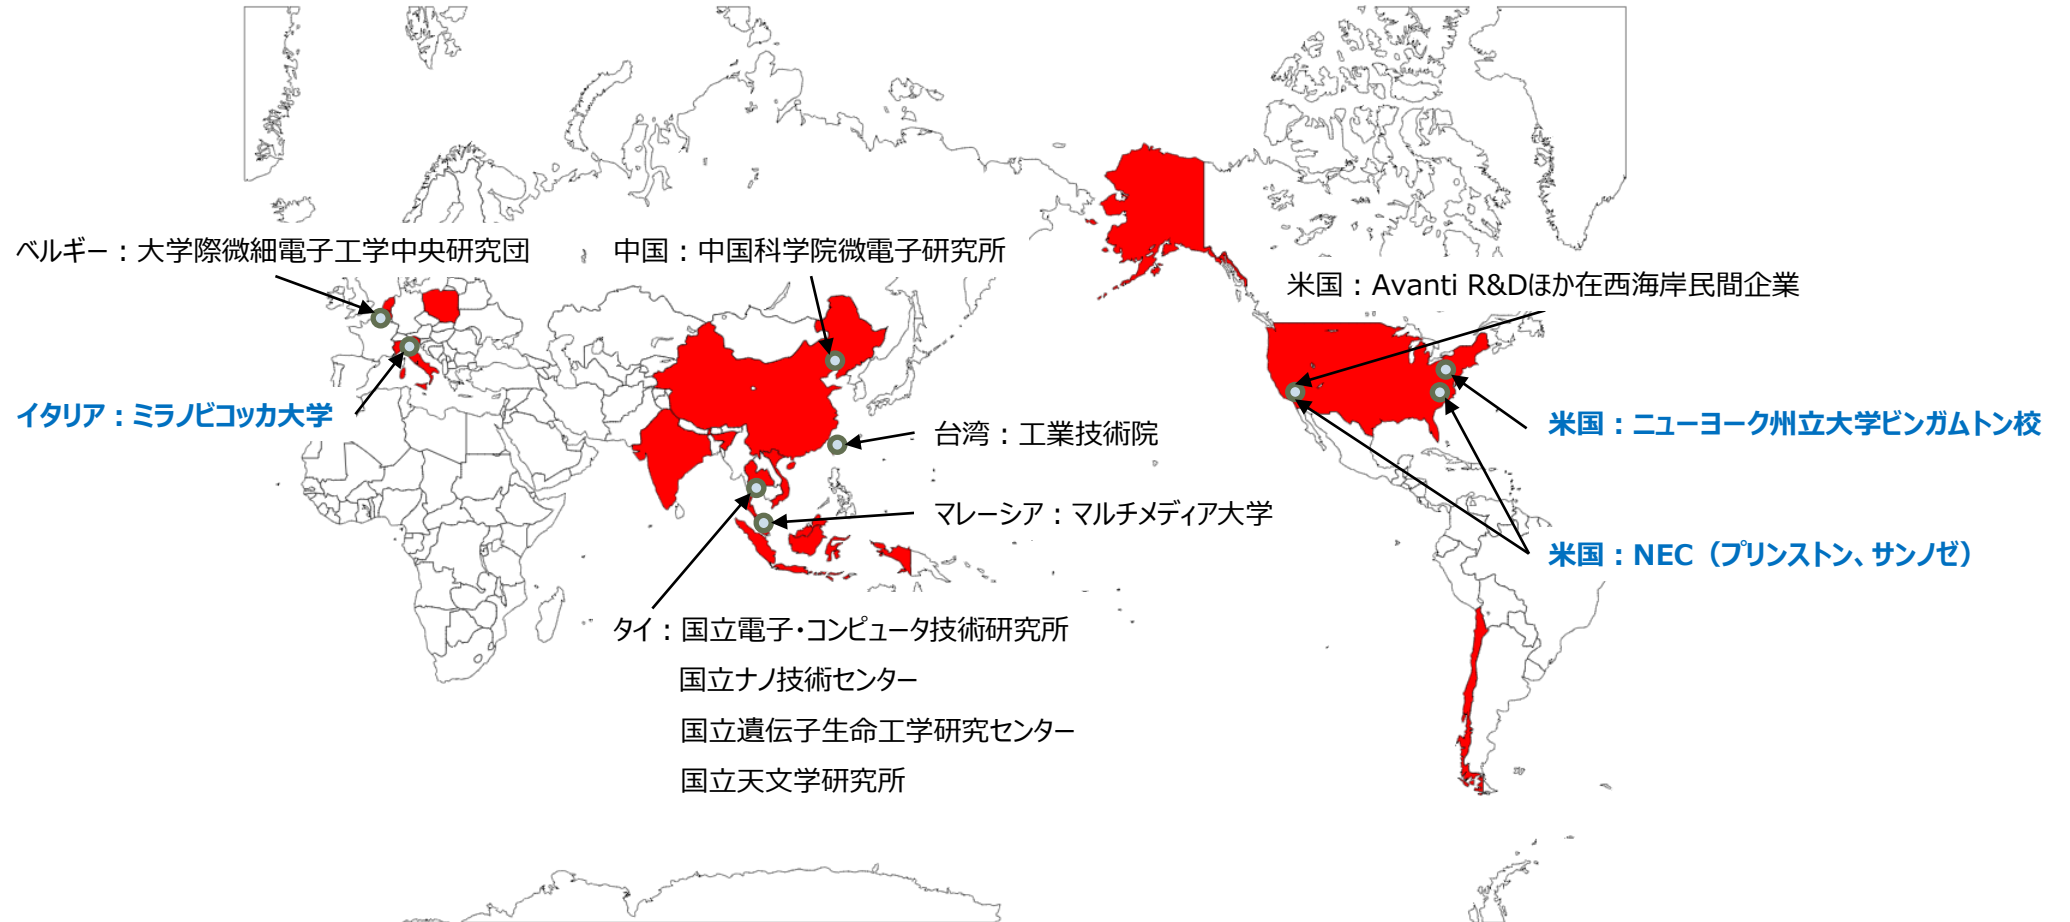 ベルギー：大学際微細電子工学中央研究団
中国：中国科学院微電子研究所
米国：Avanti R&Dほか在西海岸民間企業
イタリア：ミラノビコッカ大学
台湾：工業技術院
米国：ニューヨーク州立大学ビンガムトン校
マレーシア：マルチメディア大学
米国：NEC（プリンストン、サンノゼ）
タイ：国立電子・コンピュータ技術研究所
国立ナノ技術センター
国立遺伝子生命工学研究センター
国立天文学研究所